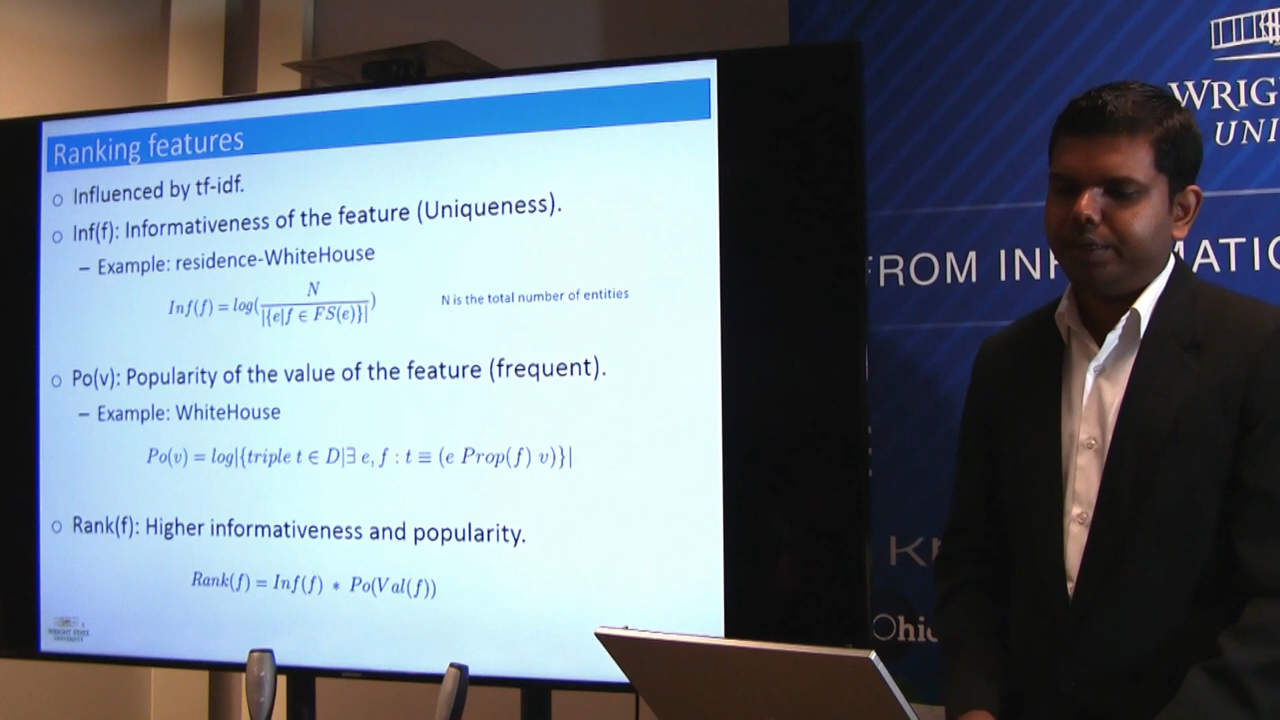 Ranking features
○ Influenced by tf-idf.
○ Inf(f): Informativeness of the feature (Uniqueness).
– Example: residence-WhiteHouse
Inf(f) = log(N / |{e|f ∈ FS(e)}|)
N is the total number of entities
○ Po(v): Popularity of the value of the feature (frequent).
– Example: WhiteHouse
Po(v) = log|{triple t ∈ D|∃ e, f : t ≡ (e Prop(f) v)}|
○ Rank(f): Higher informativeness and popularity.
Rank(f) = Inf(f) * Po(Val(f))
WRIGHT STATE
UNIVERSITY
WRIG
UNI
FROM IN MATIO
Ohio